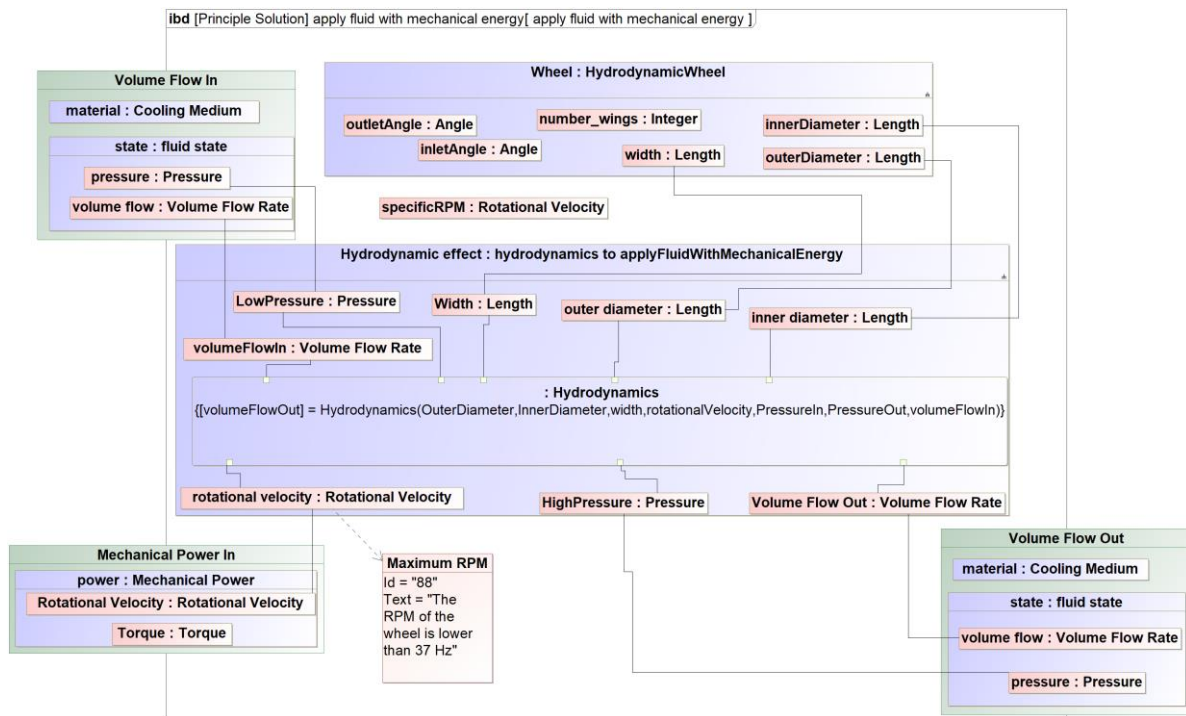 ibd [Principle Solution] apply fluid with mechanical energy[ apply fluid with mechanical energy ]
Volume Flow In
material : Cooling Medium
state : fluid state
pressure : Pressure
volume flow : Volume Flow Rate
Wheel : HydrodynamicWheel
outletAngle : Angle
number_wings : Integer
innerDiameter : Length
inletAngle : Angle
width : Length
outerDiameter : Length
specificRPM : Rotational Velocity
Hydrodynamic effect : hydrodynamics to applyFluidWithMechanicalEnergy
LowPressure : Pressure
Width : Length
outer diameter : Length
inner diameter : Length
volumeFlowIn : Volume Flow Rate
: Hydrodynamics
{[volumeFlowOut] = Hydrodynamics(OuterDiameter,InnerDiameter,width,rotationalVelocity,PressureIn,PressureOut,volumeFlowIn)}
rotational velocity : Rotational Velocity
HighPressure : Pressure
Volume Flow Out : Volume Flow Rate
Mechanical Power In
power : Mechanical Power
Rotational Velocity : Rotational Velocity
Torque : Torque
Maximum RPM
Id = "88"
Text = "The
RPM of the
wheel is lower
than 37 Hz"
Volume Flow Out
material : Cooling Medium
state : fluid state
volume flow : Volume Flow Rate
pressure : Pressure